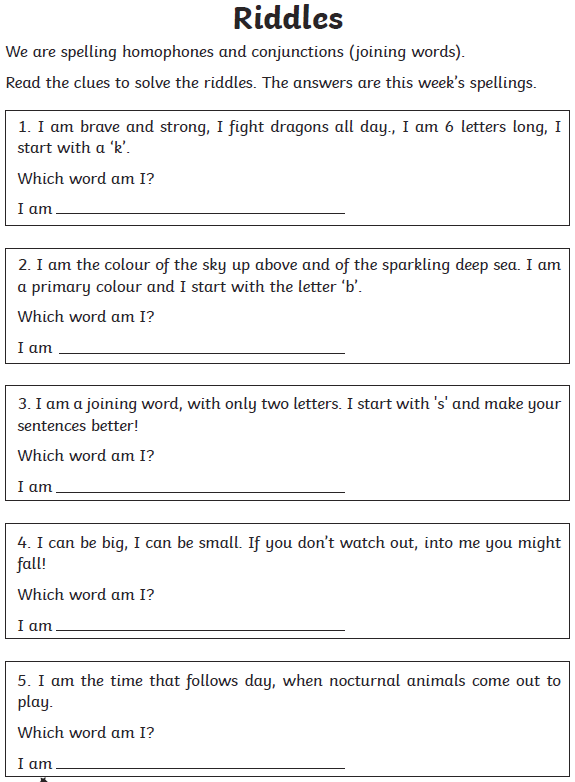 Riddles
We are spelling homophones and conjunctions (joining words).
Read the clues to solve the riddles. The answers are this week's spellings.
1. I am brave and strong, I fight dragons all day., I am 6 letters long, I
start with a 'k'.
Which word am I?
I am
2. I am the colour of the sky up above and of the sparkling deep sea. I am
a primary colour and I start with the letter 'b'.
Which word am I?
I am
3. I am a joining word, with only two letters. I start with 's' and make your
sentences better!
Which word am I?
I am
4. I can be big, I can be small. If you don't watch out, into me you might
fall!
Which word am I?
I am
5. I am the time that follows day, when nocturnal animals come out to
play.
Which word am I?
I am